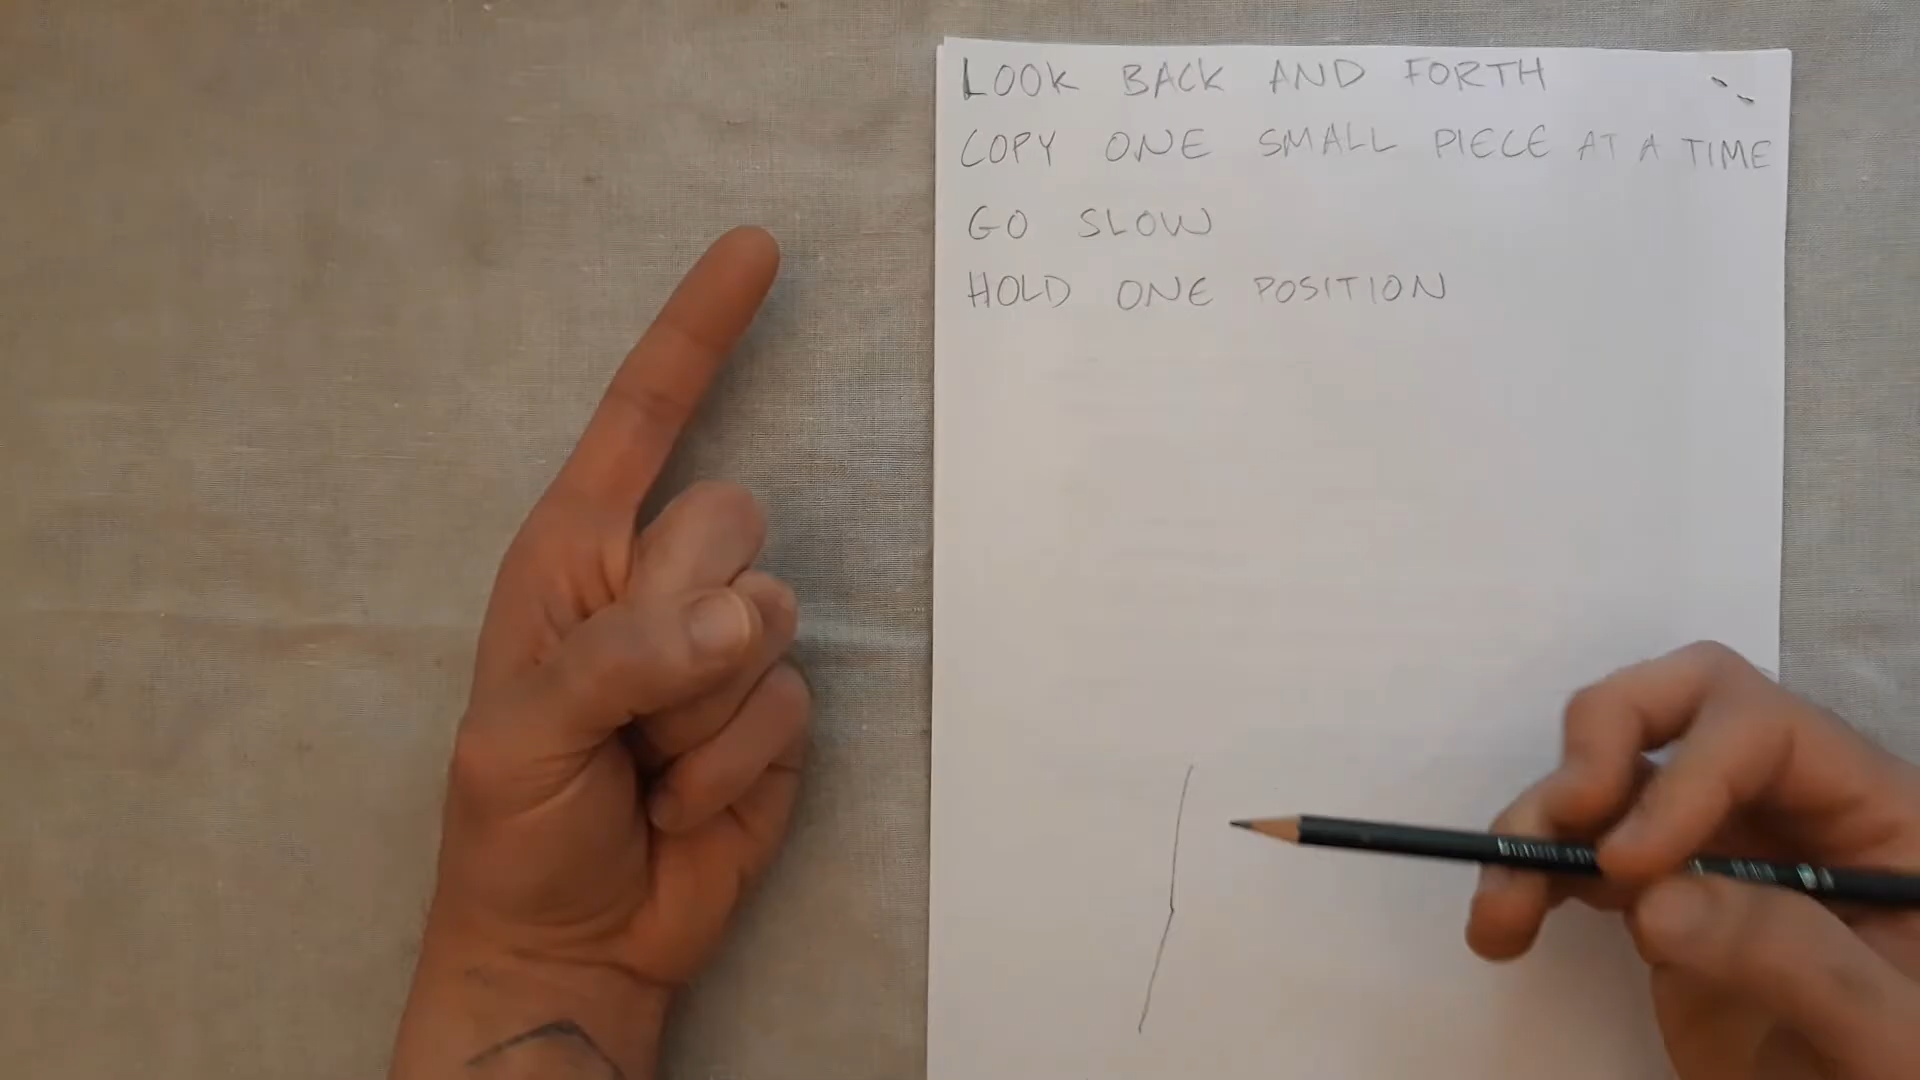 LOOK BACK AND FORTH
COPY ONE SMALL PIECE AT A TIME
GO SLOW
HOLD ONE POSITION